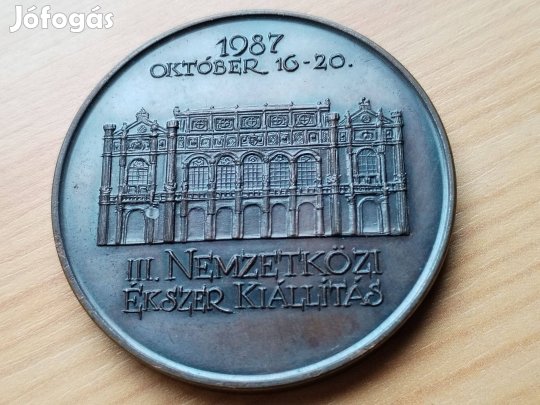 Jófogás
1987
OKTÓBER 16-20.
III. NEMZETKÖZI
ÉKSZER KIÁLLÍTÁS